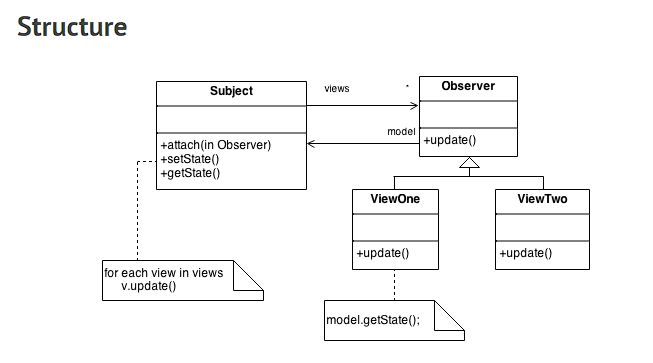 Structure
Subject
views
*
Observer
model
+attach(in Observer)
+setState()
+getState()
+update()
ViewOne
ViewTwo
+update()
+update()
for each view in views
v.update()
model.getState();